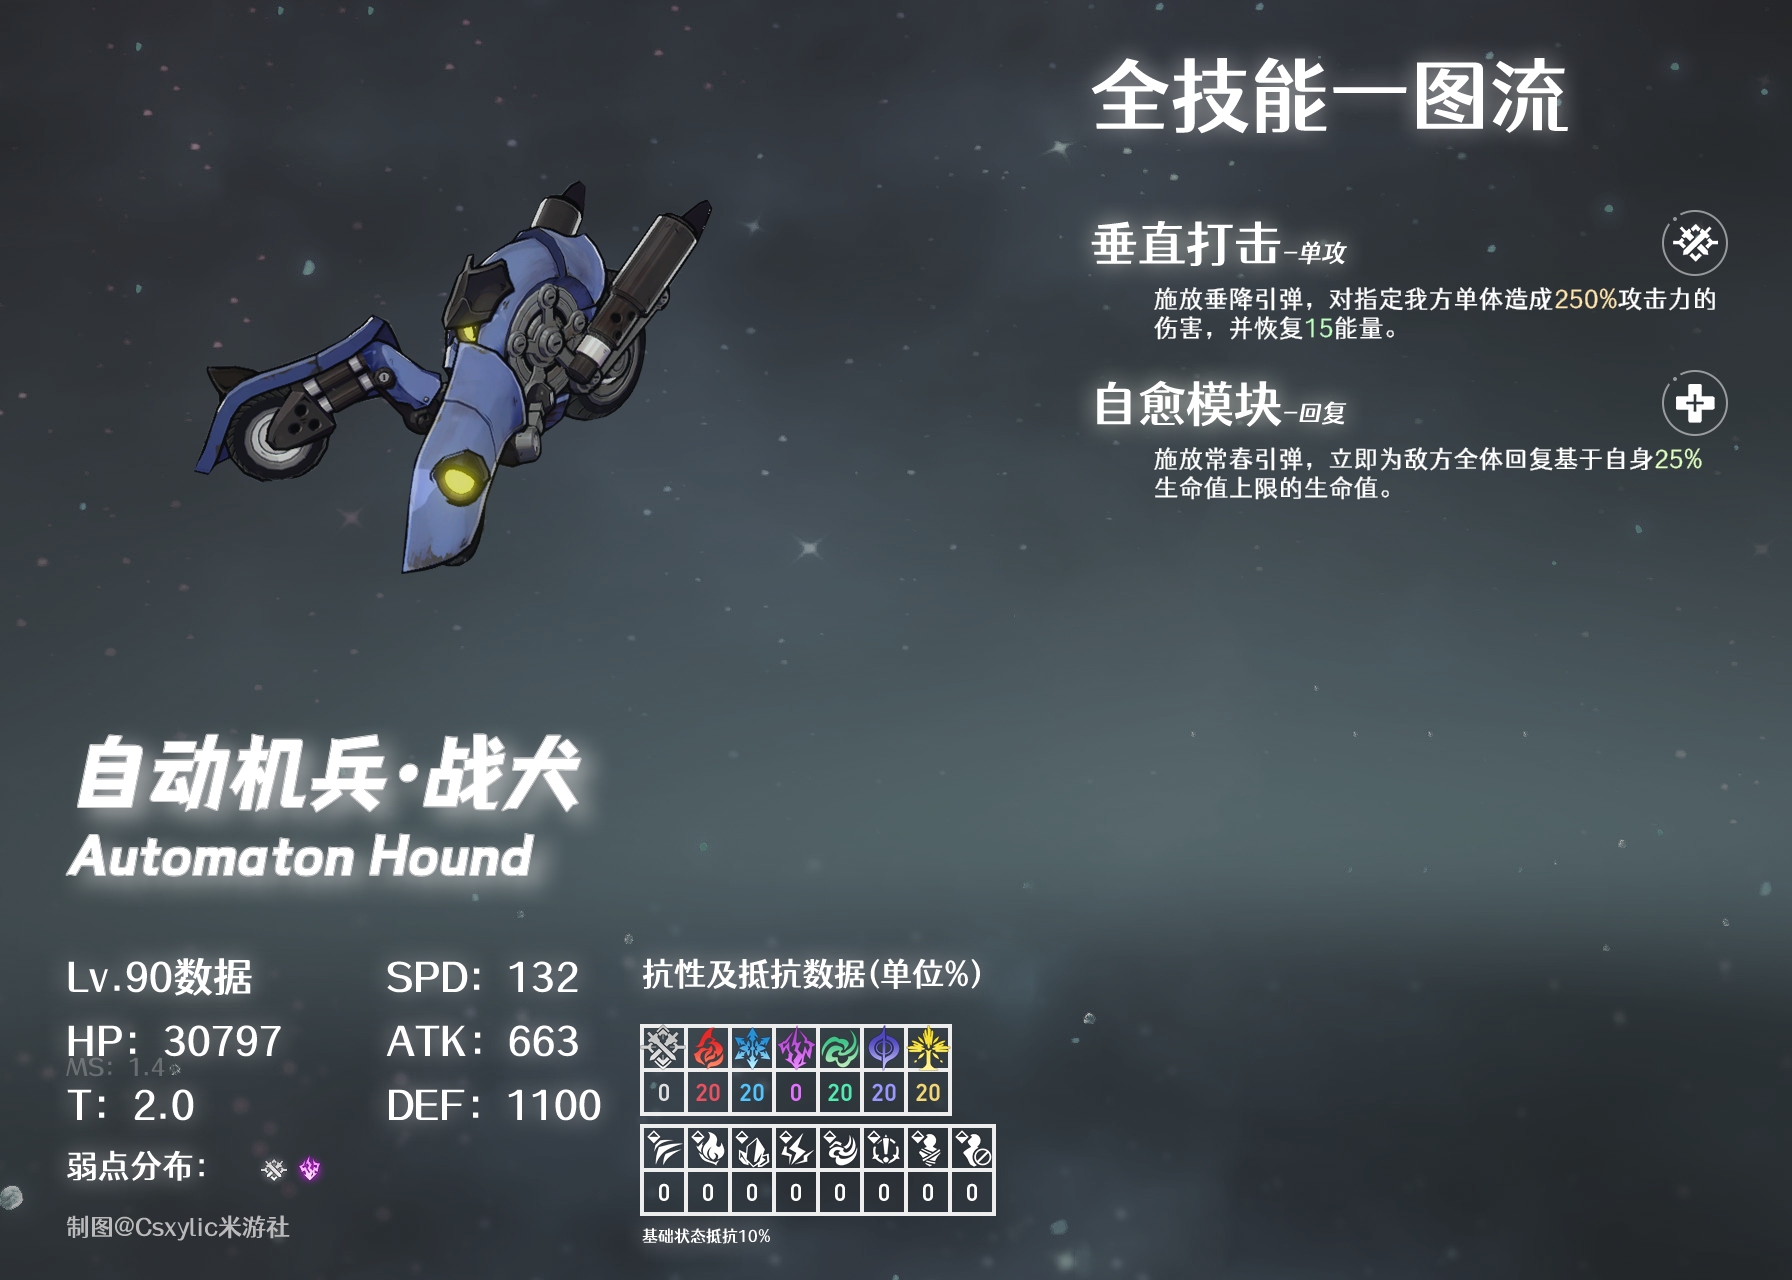 全技能一图流
垂直打击-单攻
施放垂降引弹，对指定我方单体造成250%攻击力的
伤害，并恢复15能量。
自愈模块-回复
施放常春引弹，立即为敌方全体回复基于自身25%
生命值上限的生命值。
自动机兵·战犬
Automaton Hound
Lv.90数据
SPD：132
HP：30797
ATK：663
MS：1.4
T：2.0
DEF：1100
弱点分布：
制图@Csxylic米游社
抗性及抵抗数据(单位%)
0 20 20 0 20 20 20
0 0 0 0 0 0 0 0
基础状态抵抗10%